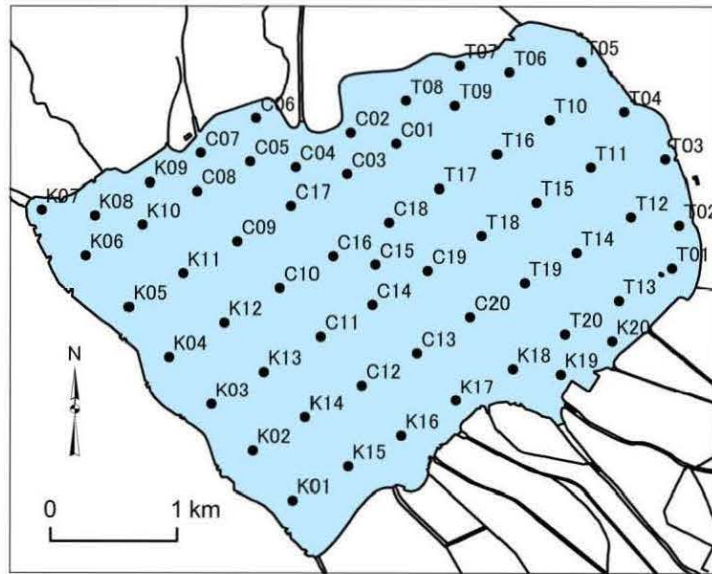 T07
T05
T06
T08
T09
T04
C06
C02
T10
C01
C07
C05
T16
T03
C04
C03
T11
K09
C08
T17
K07
K08
K10
C17
T15
T12
T02
C18
K06
C09
T18
T14
C16
C15
T01
K11
C19
C10
T19
K05
C14
T13
K12
C20
C11
T20
K20
K04
C13
K13
K18
K19
N
C12
K03
K17
K14
K16
K02
K15
K01
0 1 km